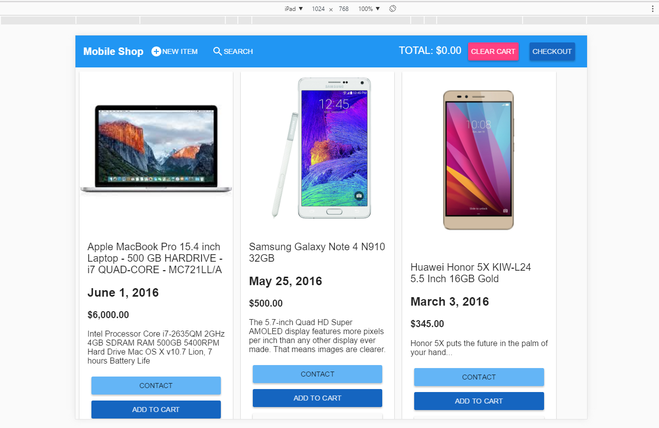 iPad ▼ 1024 × 768 100% ▼
Mobile Shop NEW ITEM SEARCH TOTAL: $0.00 CLEAR CART CHECKOUT
Apple MacBook Pro 15.4 inch
Laptop - 500 GB HARDRIVE -
i7 QUAD-CORE - MC721LL/A
June 1, 2016
$6,000.00
Intel Processor Core i7-2635QM 2GHz
4GB SDRAM RAM 500GB 5400RPM
Hard Drive Mac OS X v10.7 Lion, 7
hours Battery Life
CONTACT
ADD TO CART
SAMSUNG
12:45
Samsung Galaxy Note 4 N910
32GB
May 25, 2016
$500.00
The 5.7-inch Quad HD Super
AMOLED display features more pixels
per inch than any other display ever
made. That means images are clearer.
CONTACT
ADD TO CART
10:08
Huawei Honor 5X KIW-L24
5.5 Inch 16GB Gold
March 3, 2016
$345.00
Honor 5X puts the future in the palm of
your hand...
CONTACT
ADD TO CART